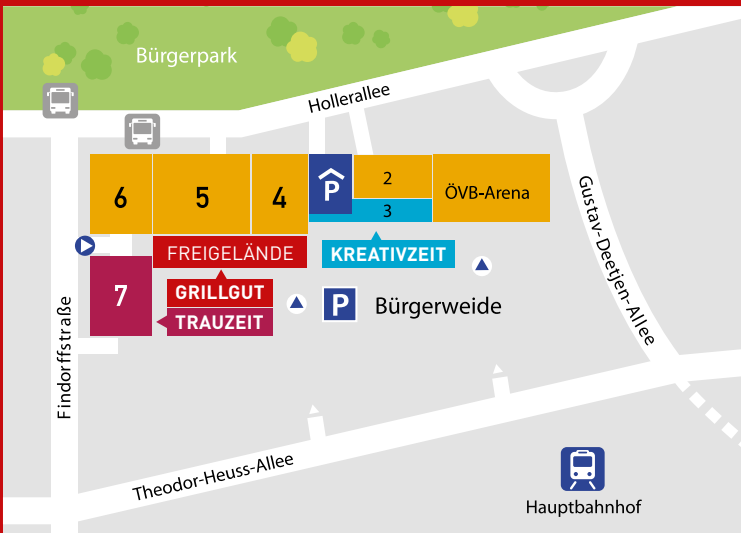 Bürgerpark
Hollerallee
6
5
4
P
2
3
ÖVB-Arena
Gustav-Deetjen-Allee
FREIGELÄNDE
KREATIVZEIT
7
GRILLGUT
TRAUZEIT
P
Bürgerweide
Findorffstraße
Theodor-Heuss-Allee
Hauptbahnhof